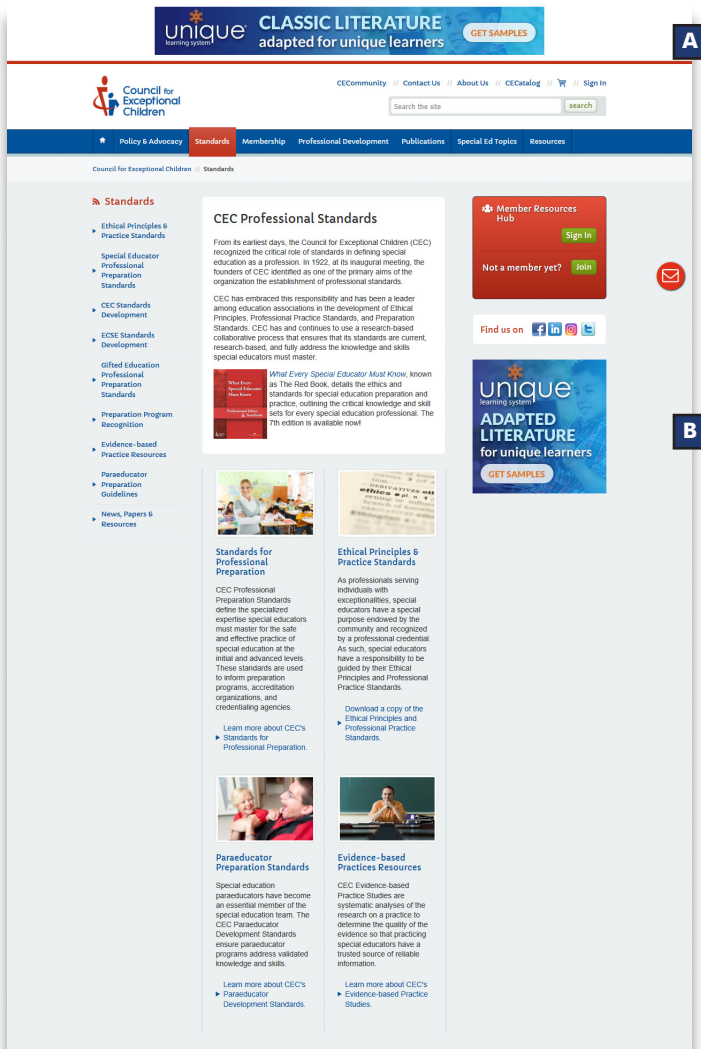 unique
learning system
CLASSIC LITERATURE
adapted for unique learners
GET SAMPLES
A
Council for
Exceptional
Children
CECommunity // Contact Us // About Us // CECatalog // // Sign In
Search the site
search
Policy & Advocacy Standards Membership Professional Development Publications Special Ed Topics Resources
Council for Exceptional Children // Standards
Standards
Ethical Principles &
Practice Standards
Special Educator
Professional
Preparation
Standards
CEC Standards
Development
ECSE Standards
Development
Gifted Education
Professional
Preparation
Standards
Preparation Program
Recognition
Evidence-based
Practice Resources
Paraeducator
Preparation
Guidelines
News, Papers &
Resources
CEC Professional Standards
From its earliest days, the Council for Exceptional Children (CEC)
recognized the critical role of standards in defining special
education as a profession. In 1922, at its inaugural meeting, the
founders of CEC identified as one of the primary aims of the
organization the establishment of professional standards.
CEC has embraced this responsibility and has been a leader
among education associations in the development of Ethical
Principles, Professional Practice Standards, and Preparation
Standards. CEC has and continues to use a research-based
collaborative process that ensures that its standards are current,
research-based, and fully address the knowledge and skills
special educators must master.
What Every
Special Educator
Must Know
Professional Ethics
& Standards
What Every Special Educator Must Know, known
as The Red Book, details the ethics and
standards for special education preparation and
practice, outlining the critical knowledge and skill
sets for every special education professional. The
7th edition is available now!
Standards for
Professional
Preparation
CEC Professional
Preparation Standards
define the specialized
expertise special educators
must master for the safe
and effective practice of
special education at the
initial and advanced levels.
These standards are used
to inform preparation
programs, accreditation
organizations, and
credentialing agencies.
Learn more about CEC's
Standards for
Professional Preparation.
DERIVATIVES
ethics
Ethical Principles &
Practice Standards
As professionals serving
individuals with
exceptionalities, special
educators have a special
purpose endowed by the
community and recognized
by a professional credential.
As such, special educators
have a responsibility to be
guided by their Ethical
Principles and Professional
Practice Standards.
Download a copy of the
Ethical Principles and
Professional Practice
Standards.
Paraeducator
Preparation Standards
Special education
paraeducators have become
an essential member of the
special education team. The
CEC Paraeducator
Development Standards
ensure paraeducator
programs address validated
knowledge and skills.
Learn more about CEC's
Paraeducator
Development Standards.
Evidence-based
Practices Resources
CEC Evidence-based
Practice Studies are
systematic analyses of the
research on a practice to
determine the quality of the
evidence so that practicing
special educators have a
trusted source of reliable
information.
Learn more about CEC's
Evidence-based Practice
Studies.
Member Resources
Hub
Sign In
Not a member yet? Join
Find us on
unique
learning system
ADAPTED
LITERATURE
for unique learners
GET SAMPLES
B